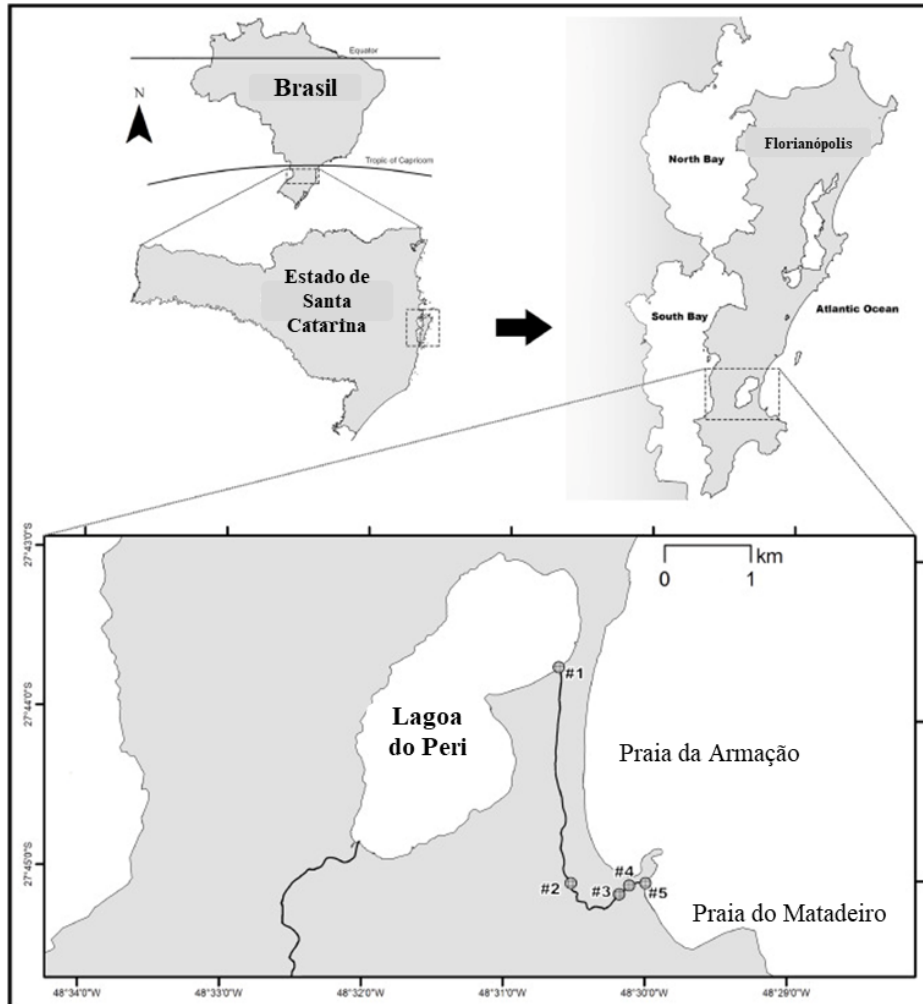 Equator
Brasil
N
Tropic of Capricorn
Estado de
Santa
Catarina
North Bay
Florianópolis
South Bay
Atlantic Ocean
27°43'0"S
27°44'0"S
27°45'0"S
km
0 1
#1
Lagoa
do Peri
Praia da Armação
#4
#2 #3 #5
Praia do Matadeiro
48°34'0"W 48°33'0"W 48°32'0"W 48°31'0"W 48°30'0"W 48°29'0"W